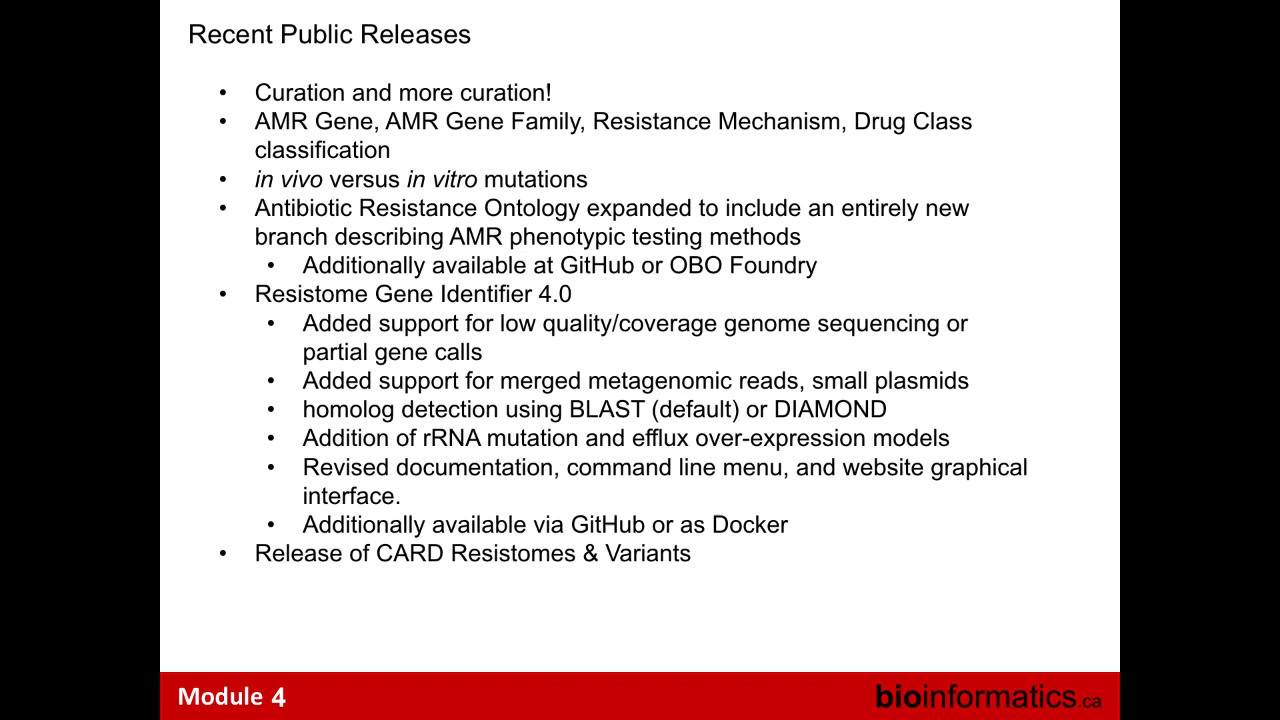 Recent Public Releases
• Curation and more curation!
• AMR Gene, AMR Gene Family, Resistance Mechanism, Drug Class
classification
• in vivo versus in vitro mutations
• Antibiotic Resistance Ontology expanded to include an entirely new
branch describing AMR phenotypic testing methods
• Additionally available at GitHub or OBO Foundry
• Resistome Gene Identifier 4.0
• Added support for low quality/coverage genome sequencing or
partial gene calls
• Added support for merged metagenomic reads, small plasmids
• homolog detection using BLAST (default) or DIAMOND
• Addition of rRNA mutation and efflux over-expression models
• Revised documentation, command line menu, and website graphical
interface.
• Additionally available via GitHub or as Docker
• Release of CARD Resistomes & Variants
Module 4
bioinformatics.ca